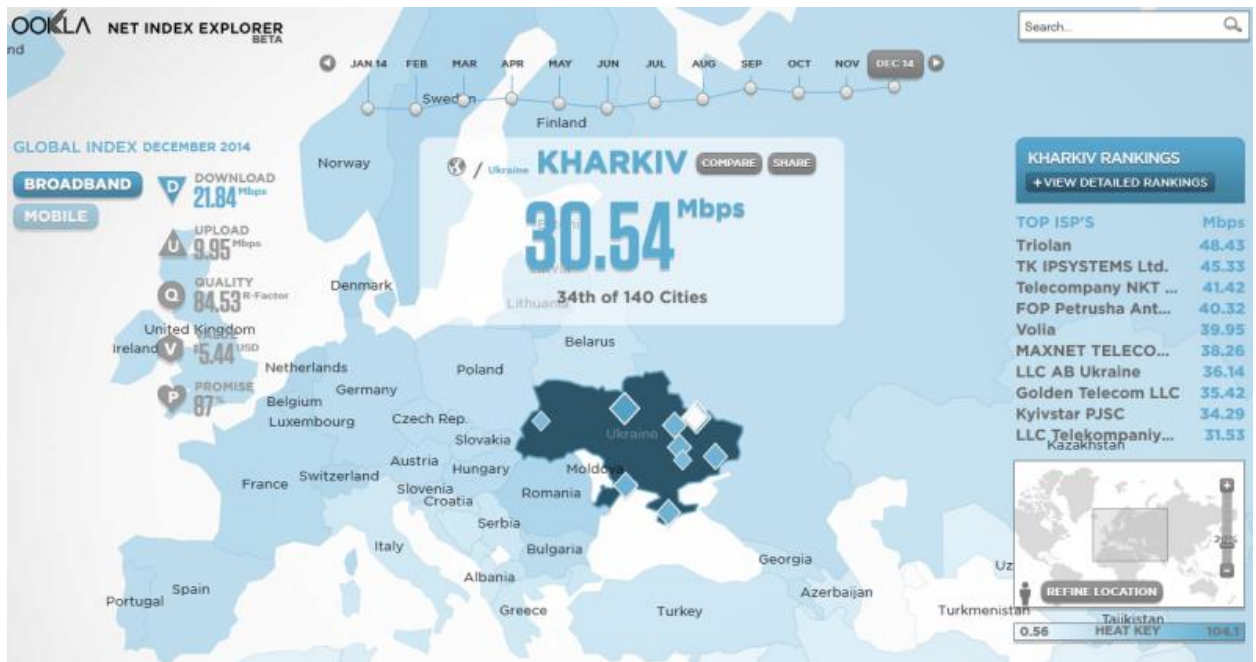 OOKLA NET INDEX EXPLORER
BETA
Search...
nd
JAN 14 FEB MAR APR MAY JUN JUL AUG SEP OCT NOV DEC 14
Sweden
Finland
Norway
GLOBAL INDEX DECEMBER 2014
BROADBAND
MOBILE
DOWNLOAD
21.84 Mbps
UPLOAD
9.95 Mbps
QUALITY
84.53 R-Factor
VALUE
$5.44 USD
PROMISE
87%
/ Ukraine KHARKIV COMPARE SHARE
30.54 Mbps
34th of 140 Cities
Estonia
Latvia
Lithuania
KHARKIV RANKINGS
+VIEW DETAILED RANKINGS
TOP ISP'S Mbps
Triolan 48.43
TK IPSYSTEMS Ltd. 45.33
Telecompany NKT ... 41.42
FOP Petrusha Ant... 40.32
Volia 39.95
MAXNET TELECO... 38.26
LLC AB Ukraine 36.14
Golden Telecom LLC 35.42
Kyivstar PJSC 34.29
LLC Telekompaniy... 31.53
Kazakhstan
Denmark
United Kingdom
Ireland
Netherlands
Belarus
Poland
Germany
Belgium
Luxembourg
Czech Rep.
Ukraine
Slovakia
Austria
Hungary
Moldova
Switzerland
France
Slovenia
Croatia
Romania
Serbia
Italy
Bulgaria
Albania
Georgia
Azerbaijan
Spain
Portugal
Greece
Turkey
Uz
Turkmenistan
Tajikistan
REFINE LOCATION
0.56 HEAT KEY 104.1